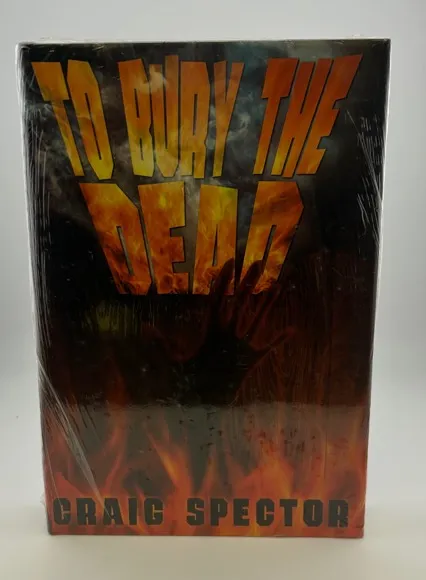 TO BURY THE
DEAD
CRAIG SPECTOR